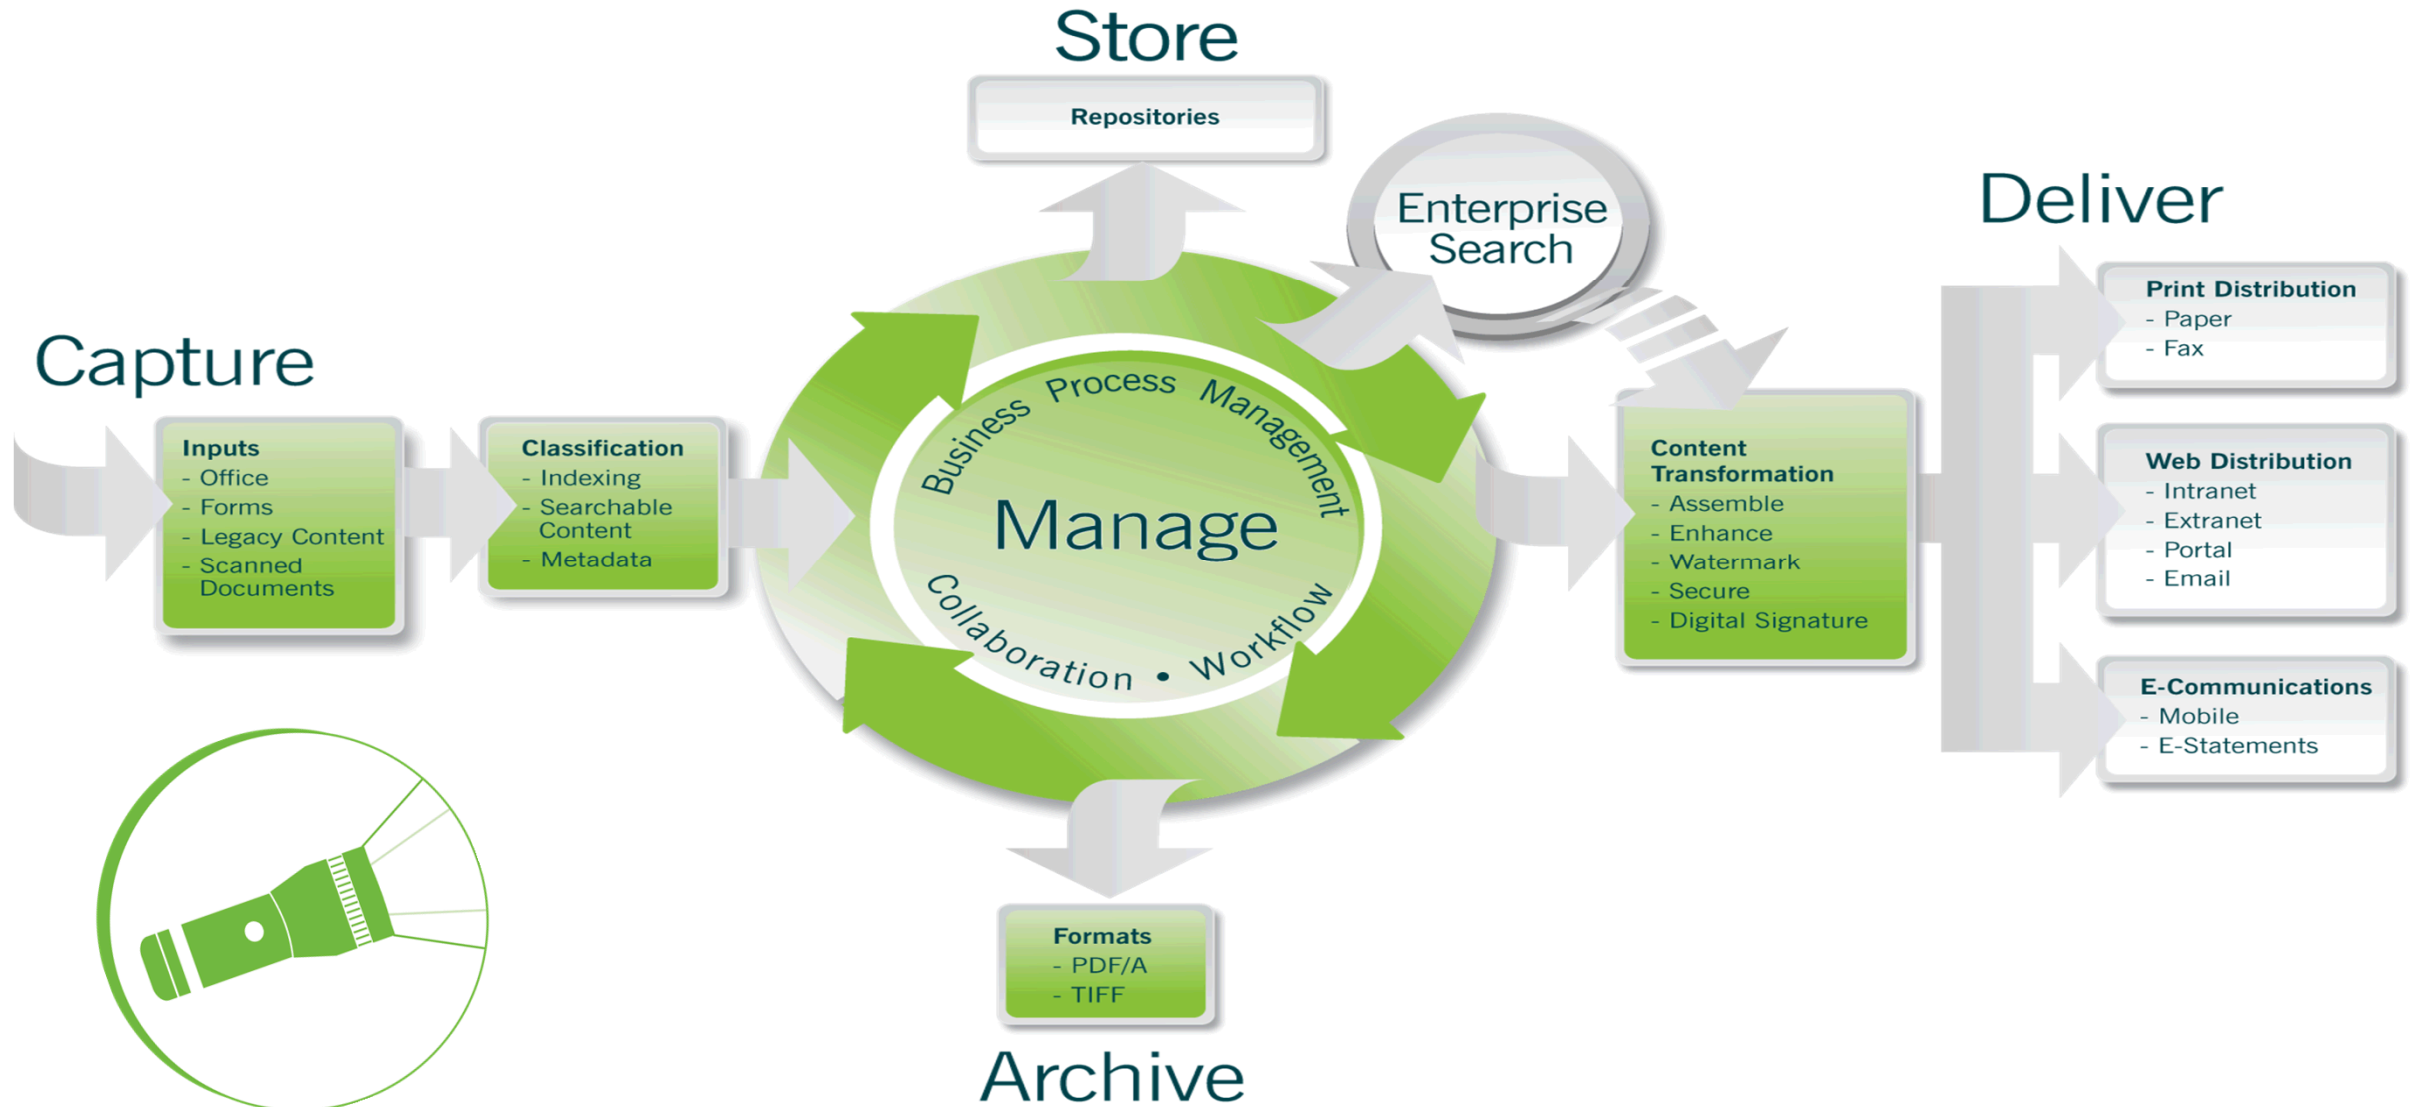 Store
Repositories
Enterprise
Search
Deliver
Capture
Inputs
- Office
- Forms
- Legacy Content
- Scanned
Documents
Classification
- Indexing
- Searchable
Content
- Metadata
Business Process Management
Manage
Collaboration • Workflow
Content
Transformation
- Assemble
- Enhance
- Watermark
- Secure
- Digital Signature
Print Distribution
- Paper
- Fax
Web Distribution
- Intranet
- Extranet
- Portal
- Email
E-Communications
- Mobile
- E-Statements
Formats
- PDF/A
- TIFF
Archive